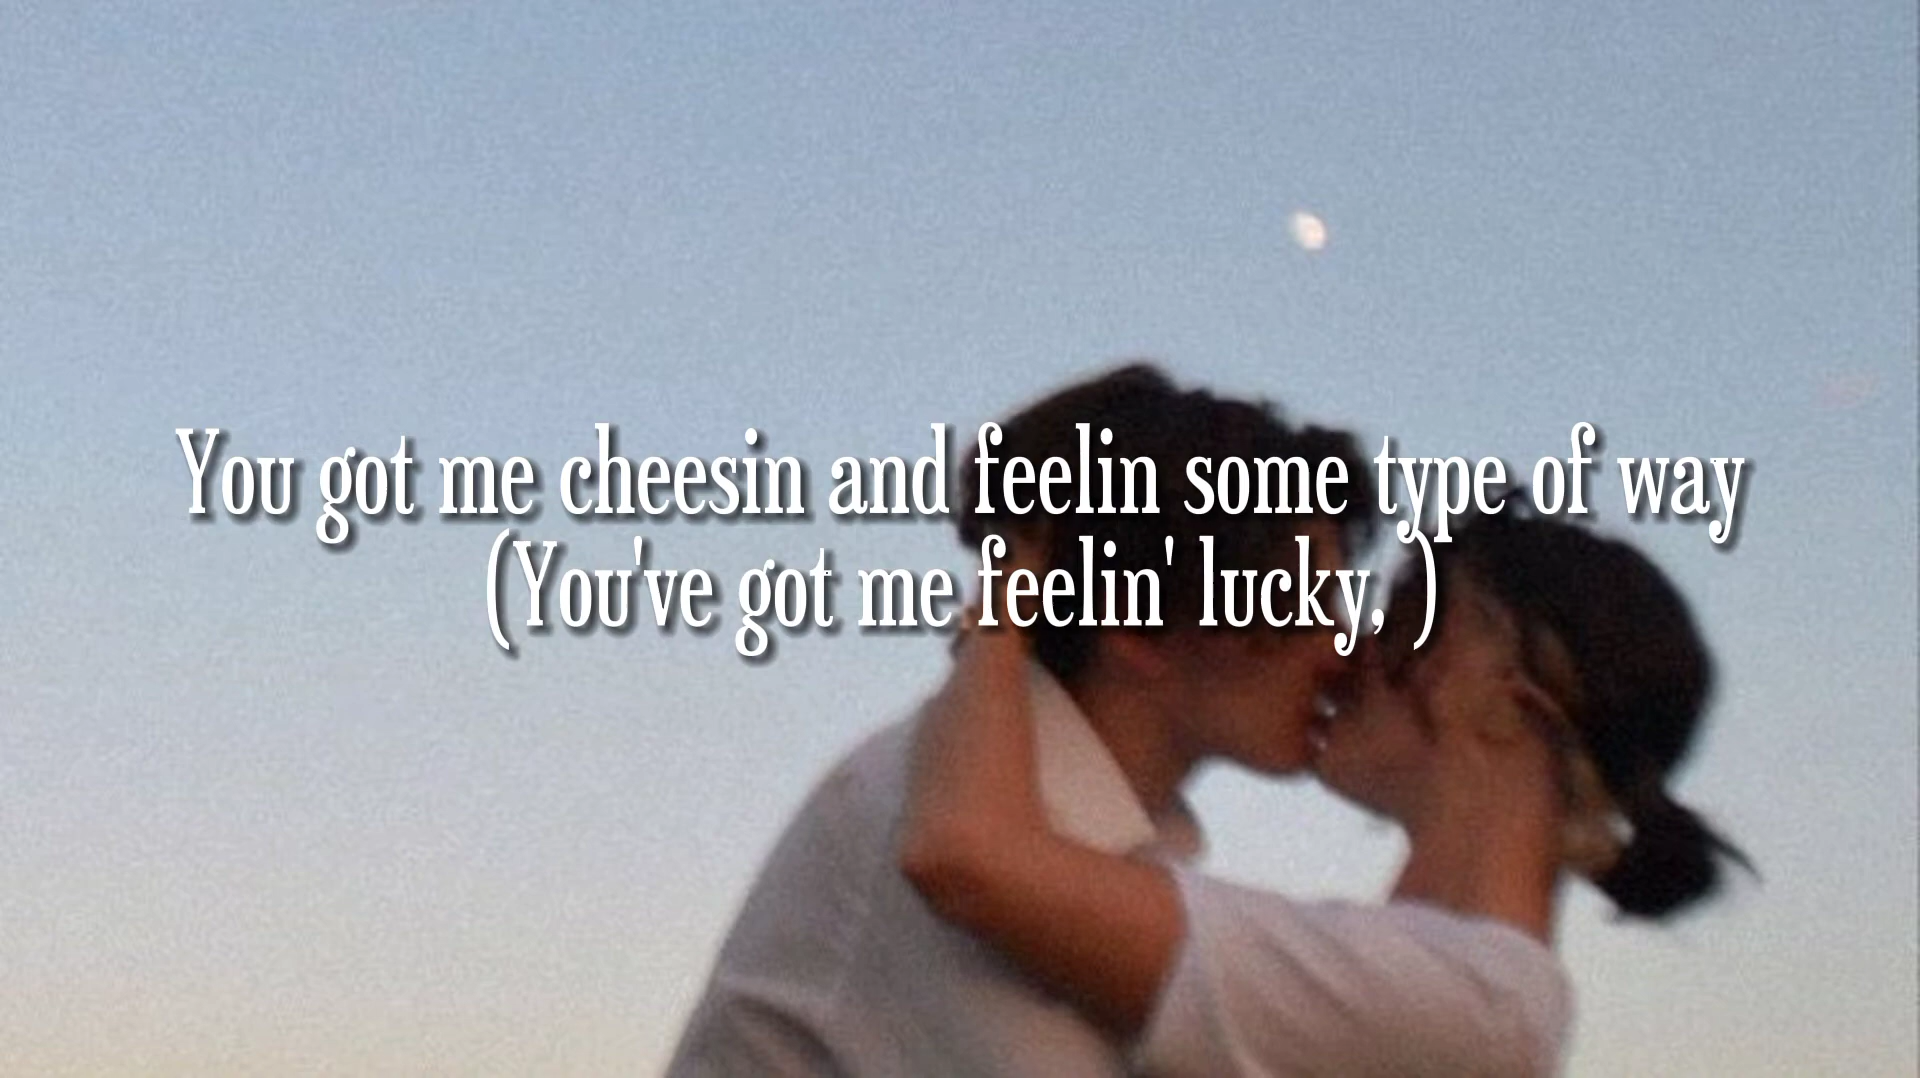 You got me cheesin and feelin some type of way
(You've got me feelin' lucky, )